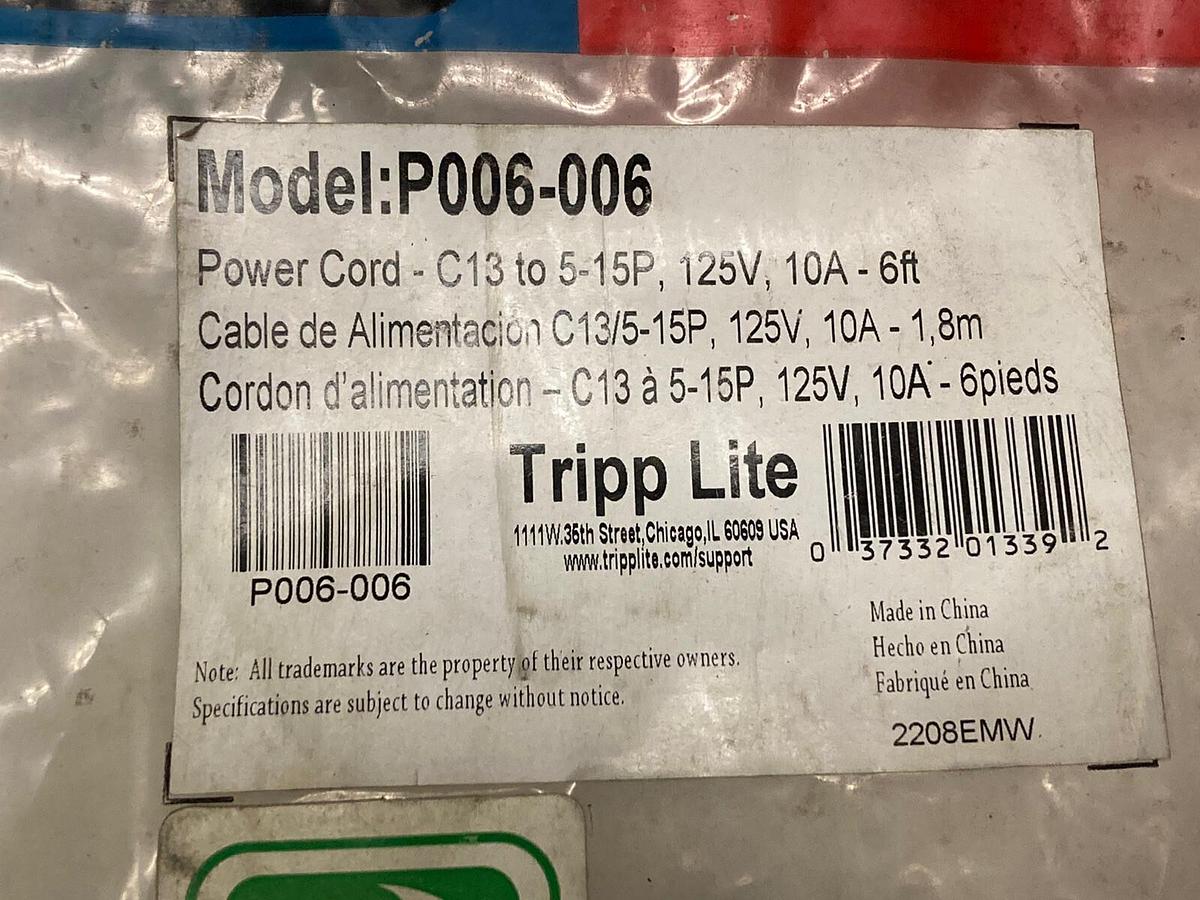 Model:P006-006
Power Cord - C13 to 5-15P, 125V, 10A - 6ft
Cable de Alimentación C13/5-15P, 125V, 10A - 1,8m
Cordon d'alimentation – C13 à 5-15P, 125V, 10A - 6pieds
P006-006
Tripp Lite
1111W.35th Street,Chicago,IL 60609 USA
www.tripplite.com/support
0 37332 01339 2
Made in China
Hecho en China
Fabriqué en China
2208EMW
Note: All trademarks are the property of their respective owners.
Specifications are subject to change without notice.